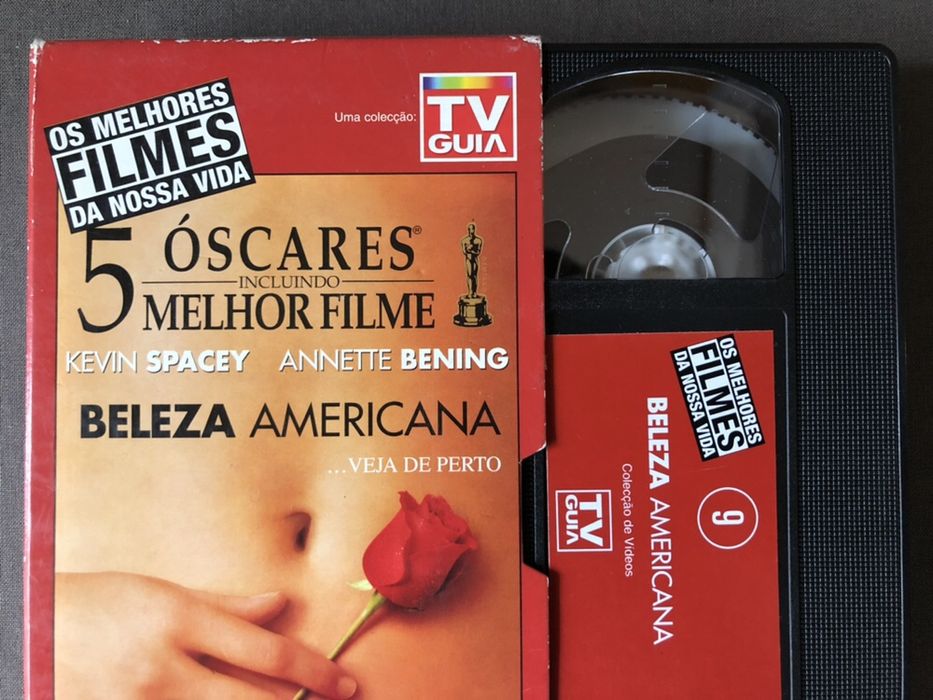 OS MELHORES
FILMES
DA NOSSA VIDA
Uma colecção:
TV
GUIA
5 ÓSCARES®
INCLUINDO
MELHOR FILME
KEVIN SPACEY ANNETTE BENING
BELEZA AMERICANA
...VEJA DE PERTO
OS MELHORES
FILMES
DA NOSSA VIDA
9
BELEZA AMERICANA
Colecção de Vídeos
TV
GUIA